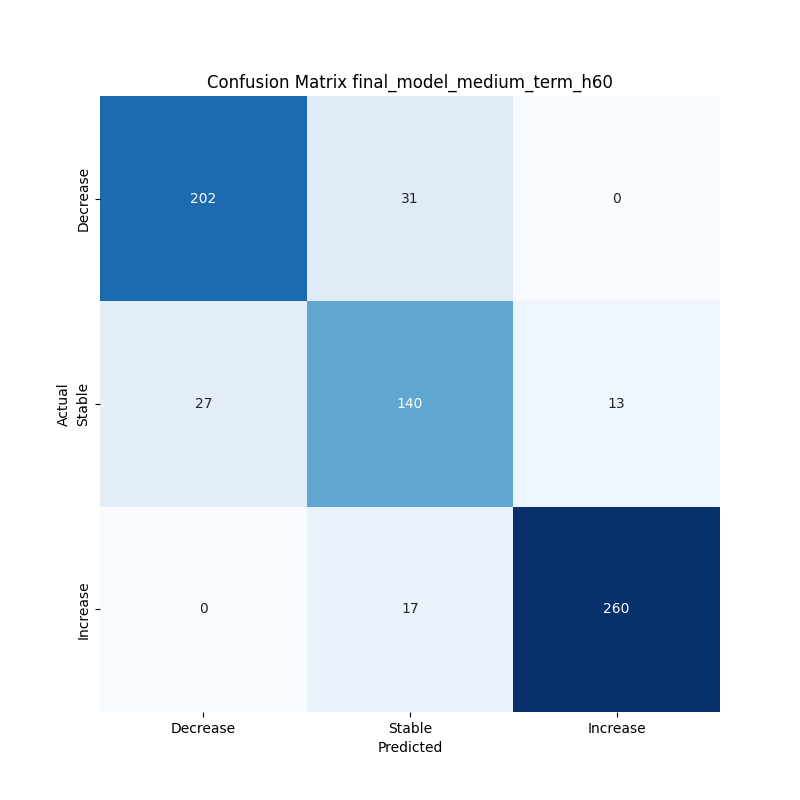 Confusion Matrix final_model_medium_term_h60
Decrease
202
31
0
Actual
Stable
27
140
13
Increase
0
17
260
Decrease
Stable
Increase
Predicted